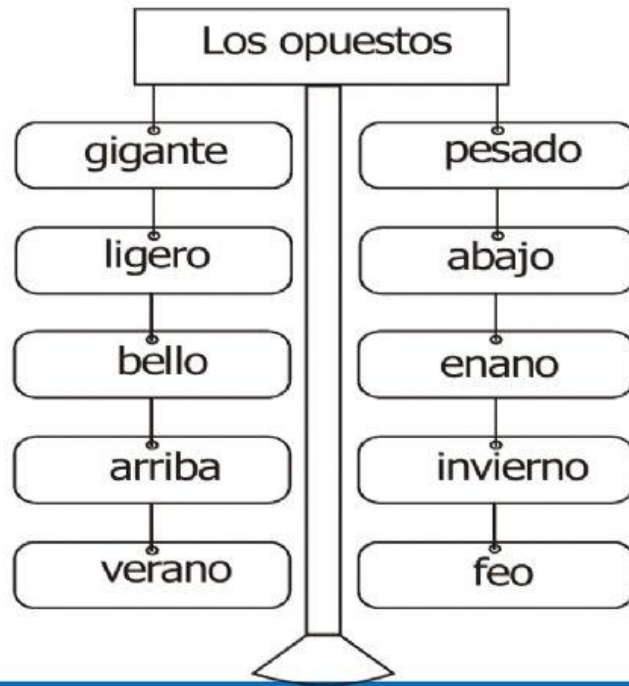 Los opuestos
gigante
pesado
ligero
abajo
bello
enano
arriba
invierno
verano
feo